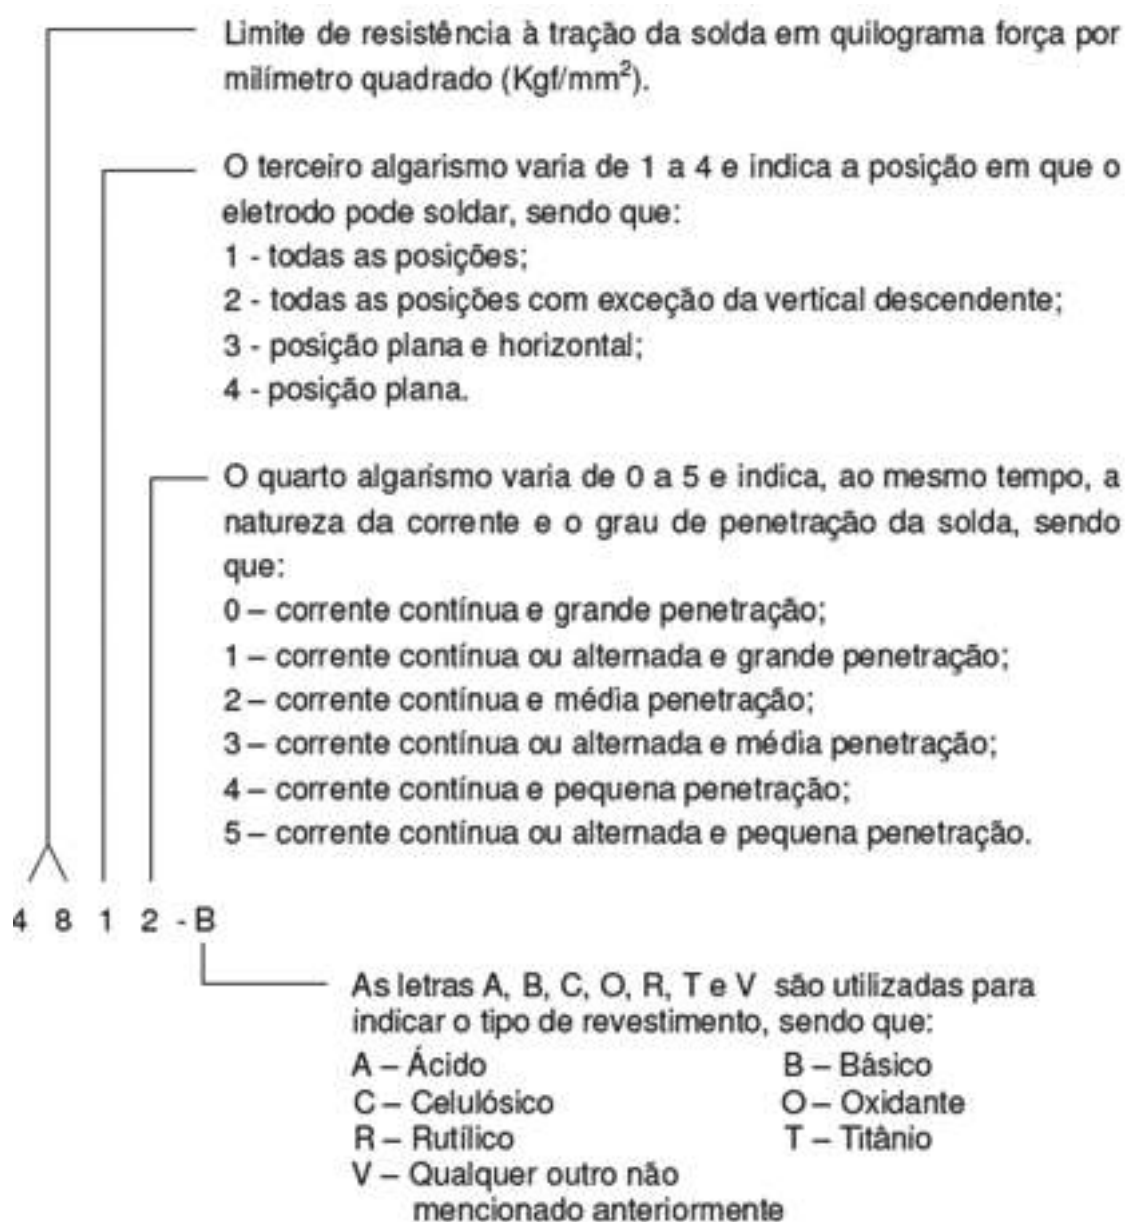 Limite de resistência à tração da solda em quilograma força por
milímetro quadrado (Kgf/mm²).
O terceiro algarismo varia de 1 a 4 e indica a posição em que o
eletrodo pode soldar, sendo que:
1 - todas as posições;
2 - todas as posições com exceção da vertical descendente;
3 - posição plana e horizontal;
4 - posição plana.
O quarto algarismo varia de 0 a 5 e indica, ao mesmo tempo, a
natureza da corrente e o grau de penetração da solda, sendo
que:
0 – corrente contínua e grande penetração;
1 – corrente contínua ou alternada e grande penetração;
2 – corrente contínua e média penetração;
3 – corrente contínua ou alternada e média penetração;
4 – corrente contínua e pequena penetração;
5 – corrente contínua ou alternada e pequena penetração.
4 8 1 2 - B
As letras A, B, C, O, R, T e V são utilizadas para
indicar o tipo de revestimento, sendo que:
A – Ácido B – Básico
C – Celulósico O – Oxidante
R – Rutílico T – Titânio
V – Qualquer outro não
mencionado anteriormente